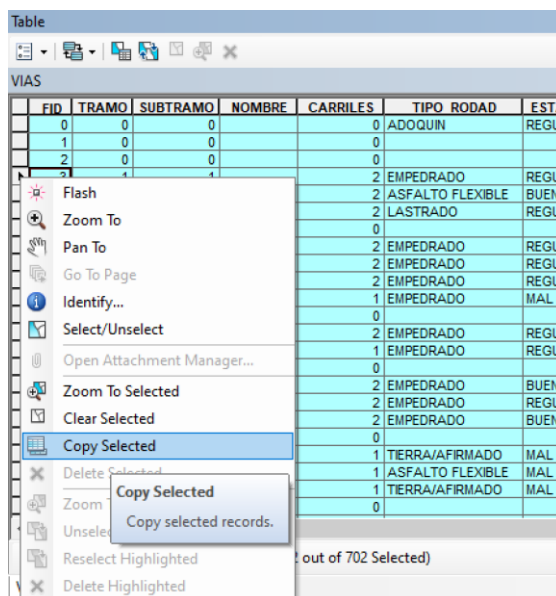 Table
VIAS
FID TRAMO SUBTRAMO NOMBRE CARRILES TIPO_RODAD EST
0 0 0 0 ADOQUIN REGU
1 0 0 0
2 0 0 0
2 EMPEDRADO REGU
Flash 2 ASFALTO FLEXIBLE BUEN
Zoom To 2 LASTRADO REGU
0
Pan To 2 EMPEDRADO REGU
2 EMPEDRADO REGU
Go To Page 2 EMPEDRADO REGU
Identify... 1 EMPEDRADO MAL
0
Select/Unselect 2 EMPEDRADO REGU
1 EMPEDRADO REGU
Open Attachment Manager... 0
Zoom To Selected 2 EMPEDRADO BUEN
2 EMPEDRADO REGU
Clear Selected 2 EMPEDRADO BUEN
0
Copy Selected 1 TIERRA/AFIRMADO MAL
Delete Selected 1 ASFALTO FLEXIBLE MAL
Copy Selected 1 TIERRA/AFIRMADO MAL
Zoom 0
Copy selected records.
Unselec
Reselect Highlighted out of 702 Selected)
Delete Highlighted